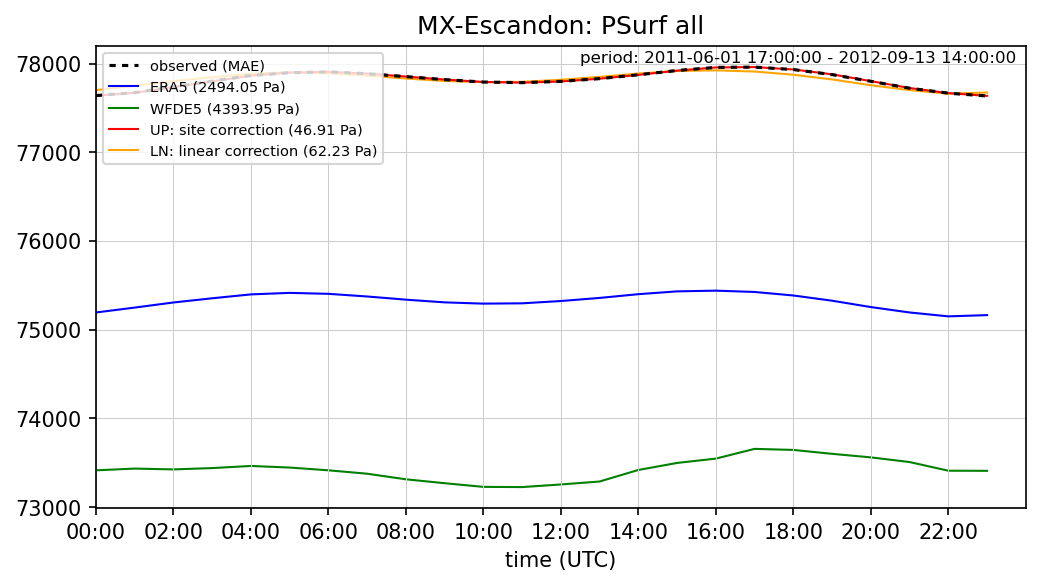 MX-Escandon: PSurf all
period: 2011-06-01 17:00:00 - 2012-09-13 14:00:00
observed (MAE)
ERA5 (2494.05 Pa)
WFDE5 (4393.95 Pa)
UP: site correction (46.91 Pa)
LN: linear correction (62.23 Pa)
78000
77000
76000
75000
74000
73000
00:00 02:00 04:00 06:00 08:00 10:00 12:00 14:00 16:00 18:00 20:00 22:00
time (UTC)